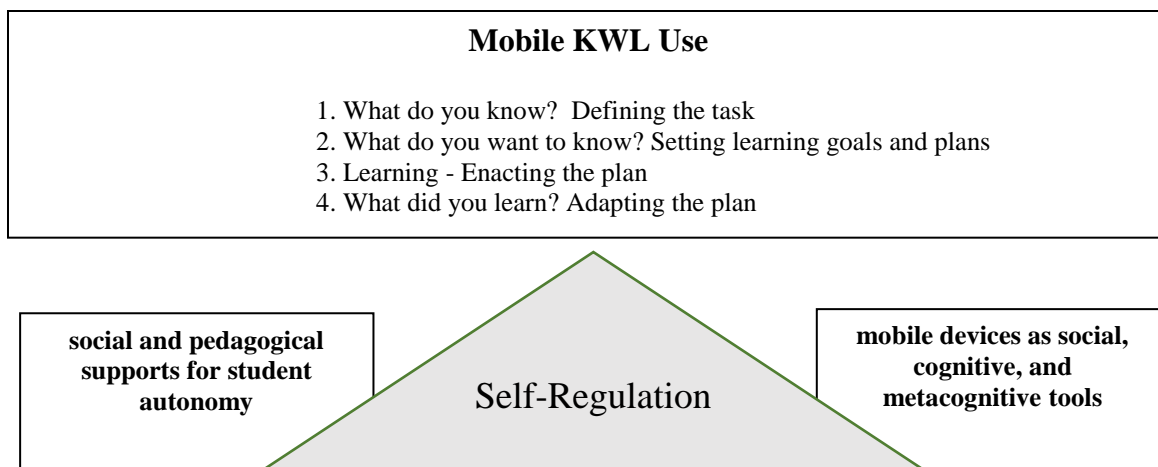 Mobile KWL Use
1. What do you know?  Defining the task
2. What do you want to know? Setting learning goals and plans
3. Learning - Enacting the plan
4. What did you learn? Adapting the plan
social and pedagogical
supports for student
autonomy
Self-Regulation
mobile devices as social,
cognitive, and
metacognitive tools